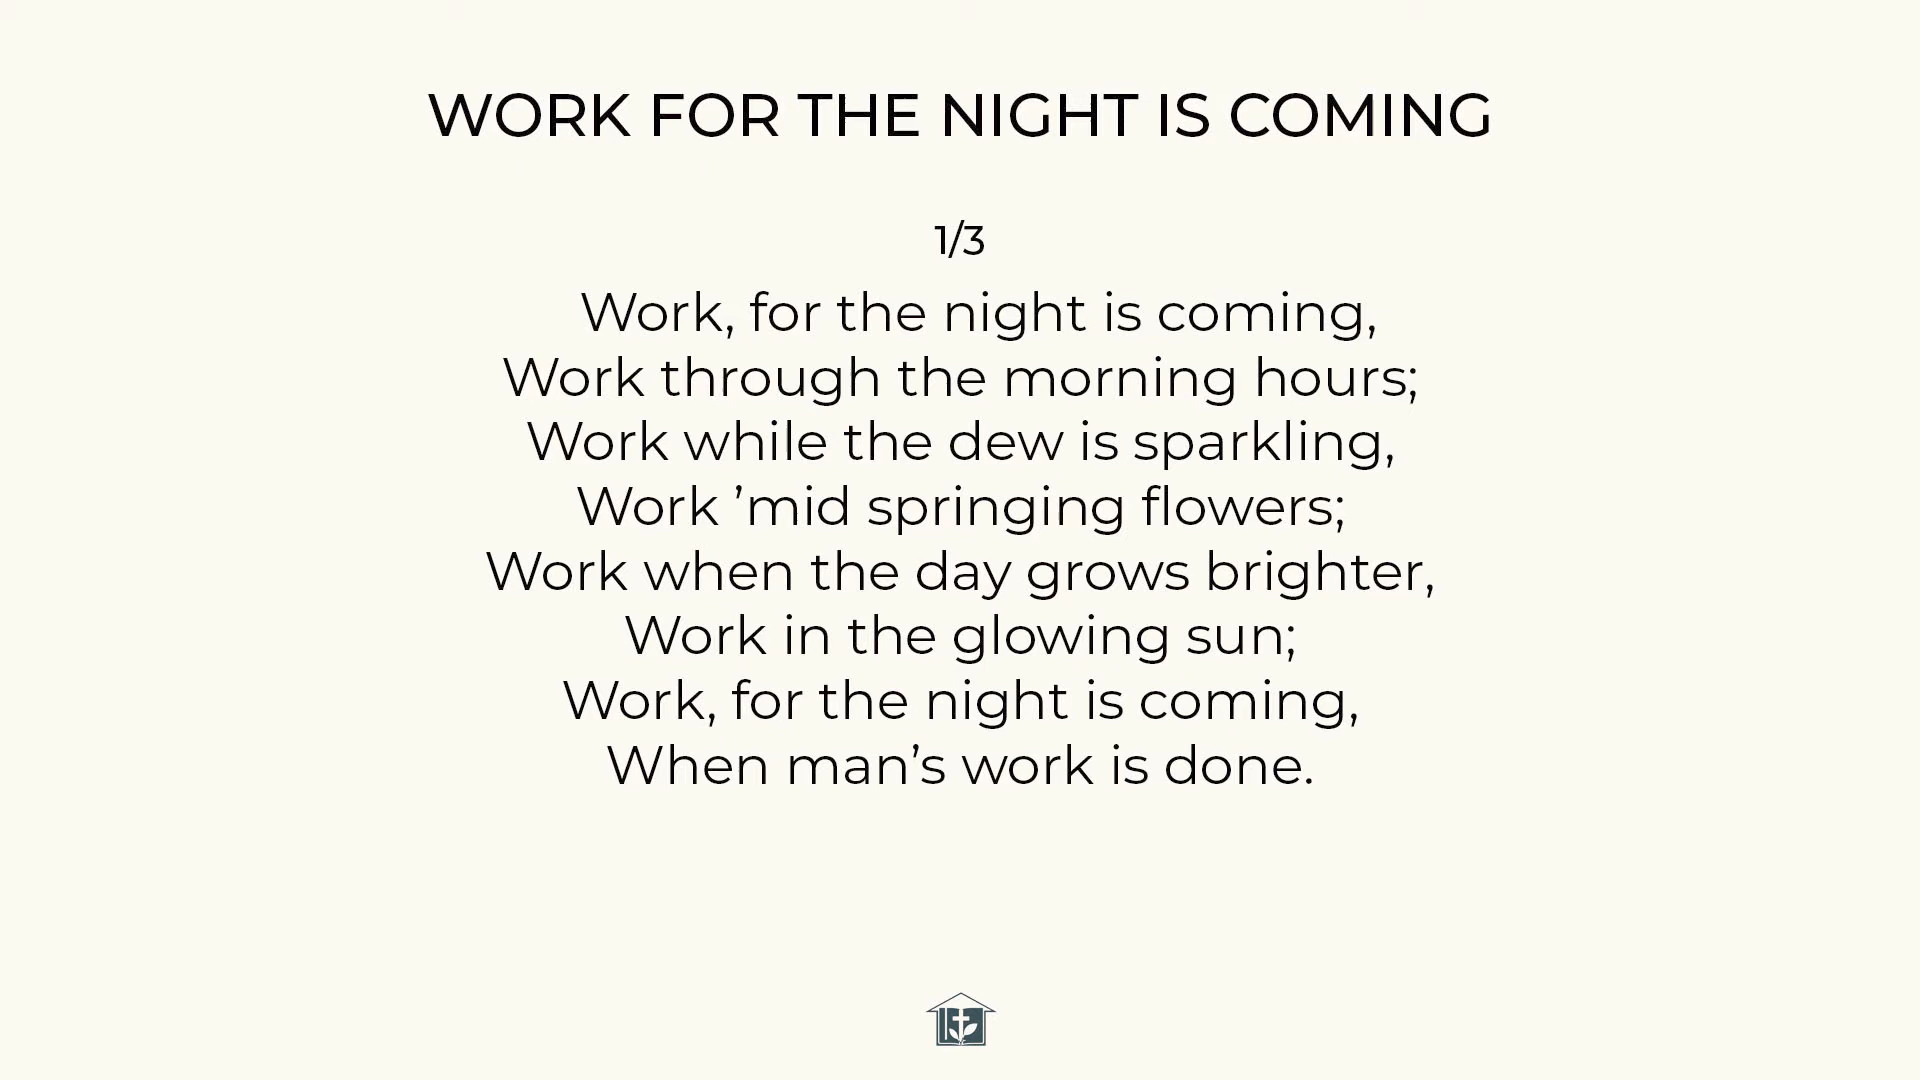 WORK FOR THE NIGHT IS COMING
1/3
Work, for the night is coming,
Work through the morning hours;
Work while the dew is sparkling,
Work ’mid springing flowers;
Work when the day grows brighter,
Work in the glowing sun;
Work, for the night is coming,
When man’s work is done.